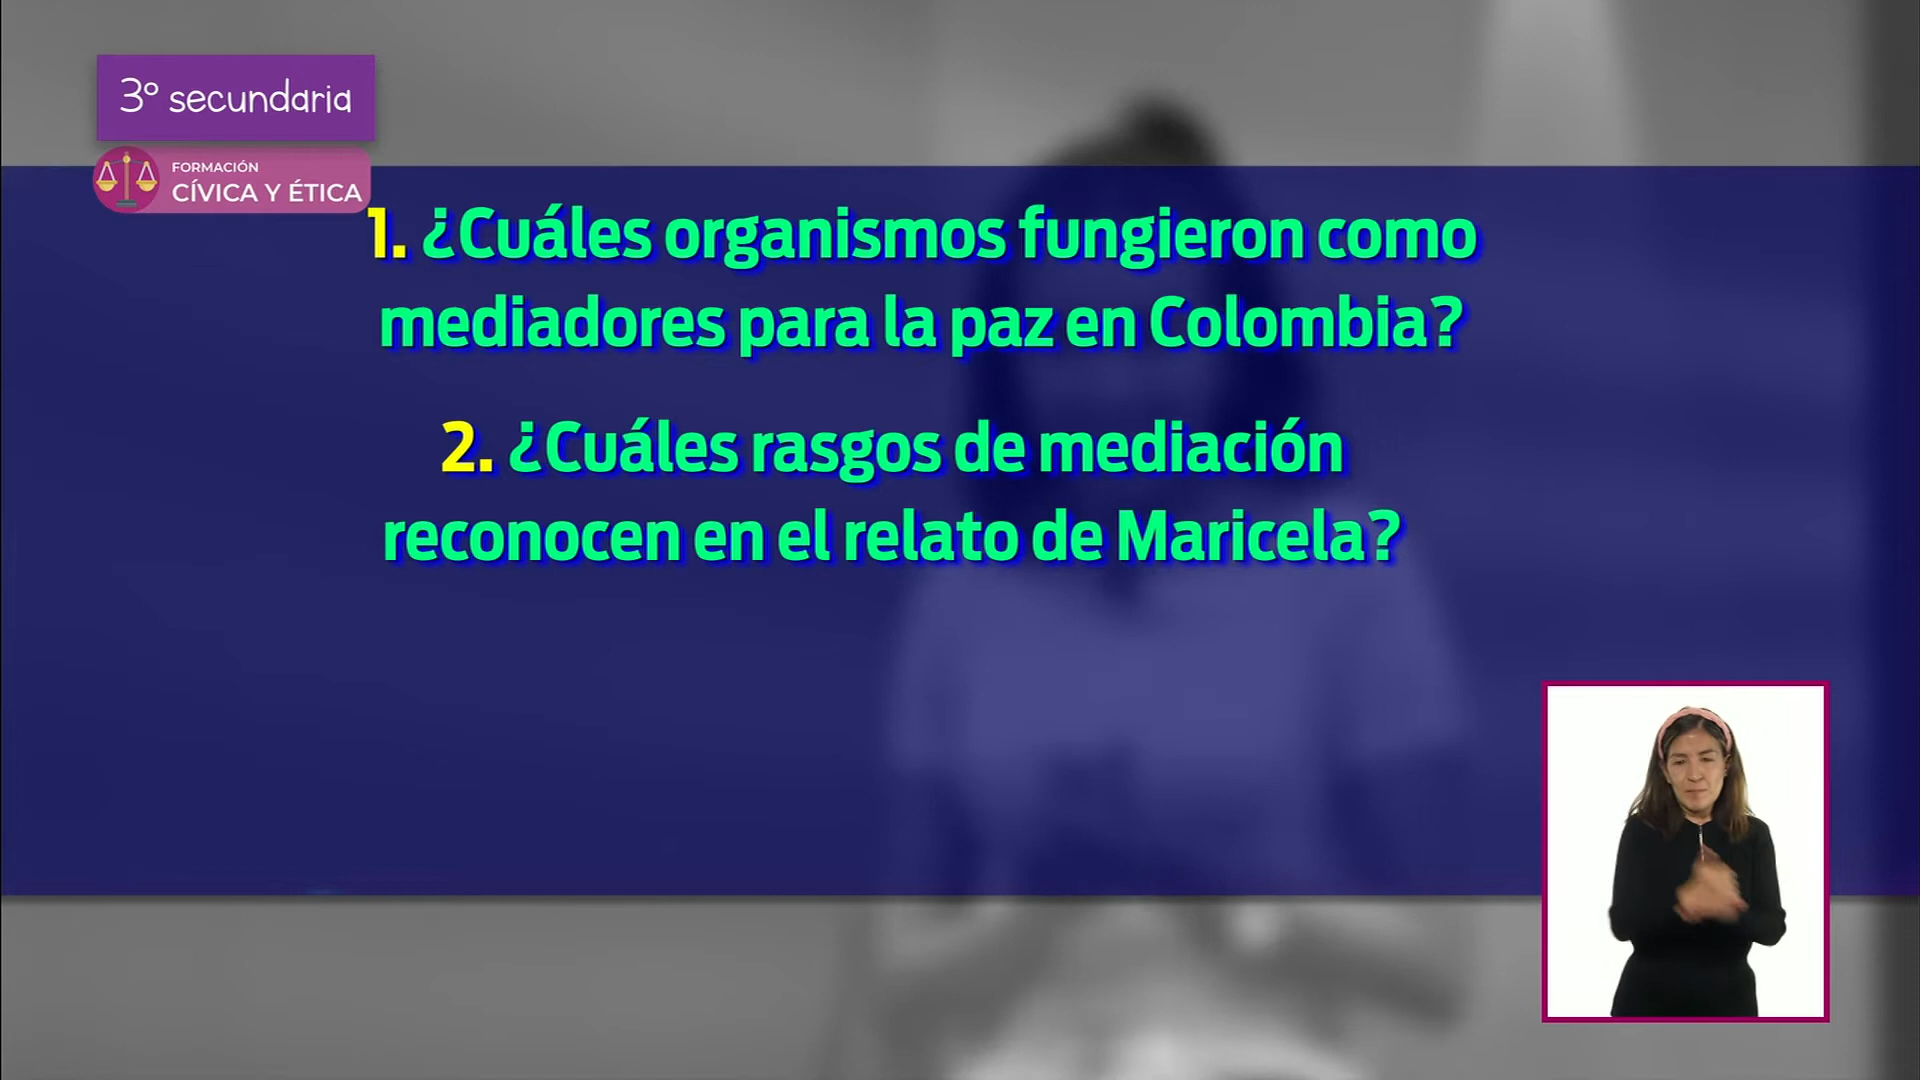 3° secundaria
FORMACIÓN
CÍVICA Y ÉTICA
1. ¿Cuáles organismos fungieron como
mediadores para la paz en Colombia?
2. ¿Cuáles rasgos de mediación
reconocen en el relato de Maricela?